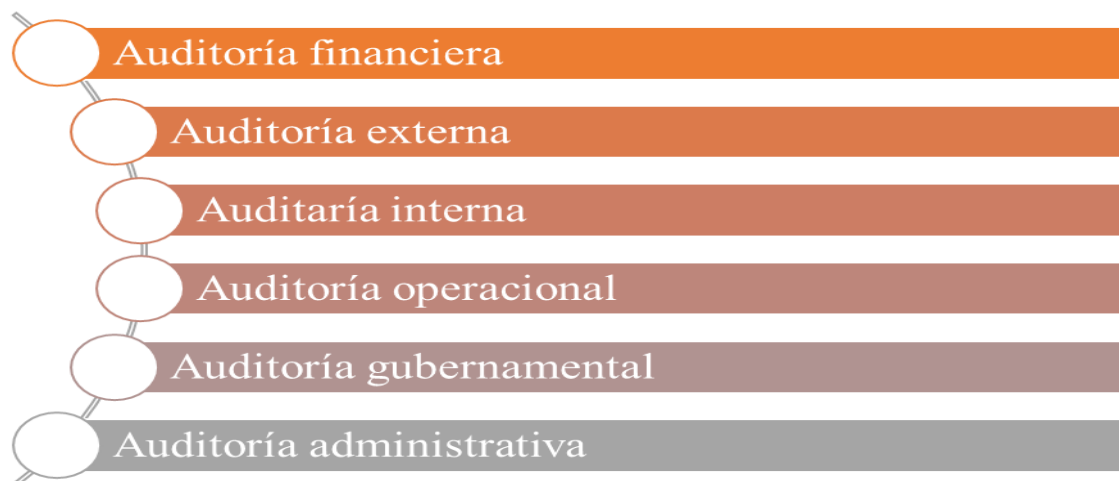 Auditoría financiera
Auditoría externa
Auditaría interna
Auditoría operacional
Auditoría gubernamental
Auditoría administrativa